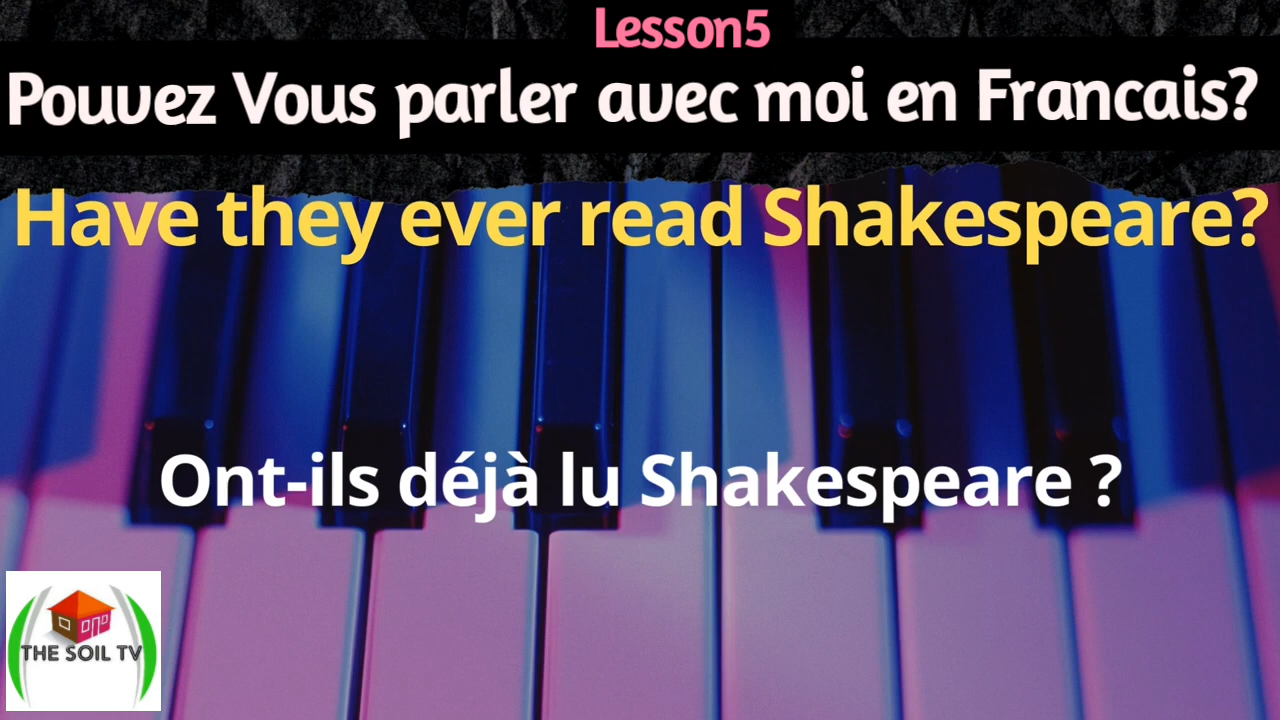 Lesson5
Pouvez Vous parler avec moi en Francais?
Have they ever read Shakespeare?
Ont-ils déjà lu Shakespeare ?
THE SOIL TV